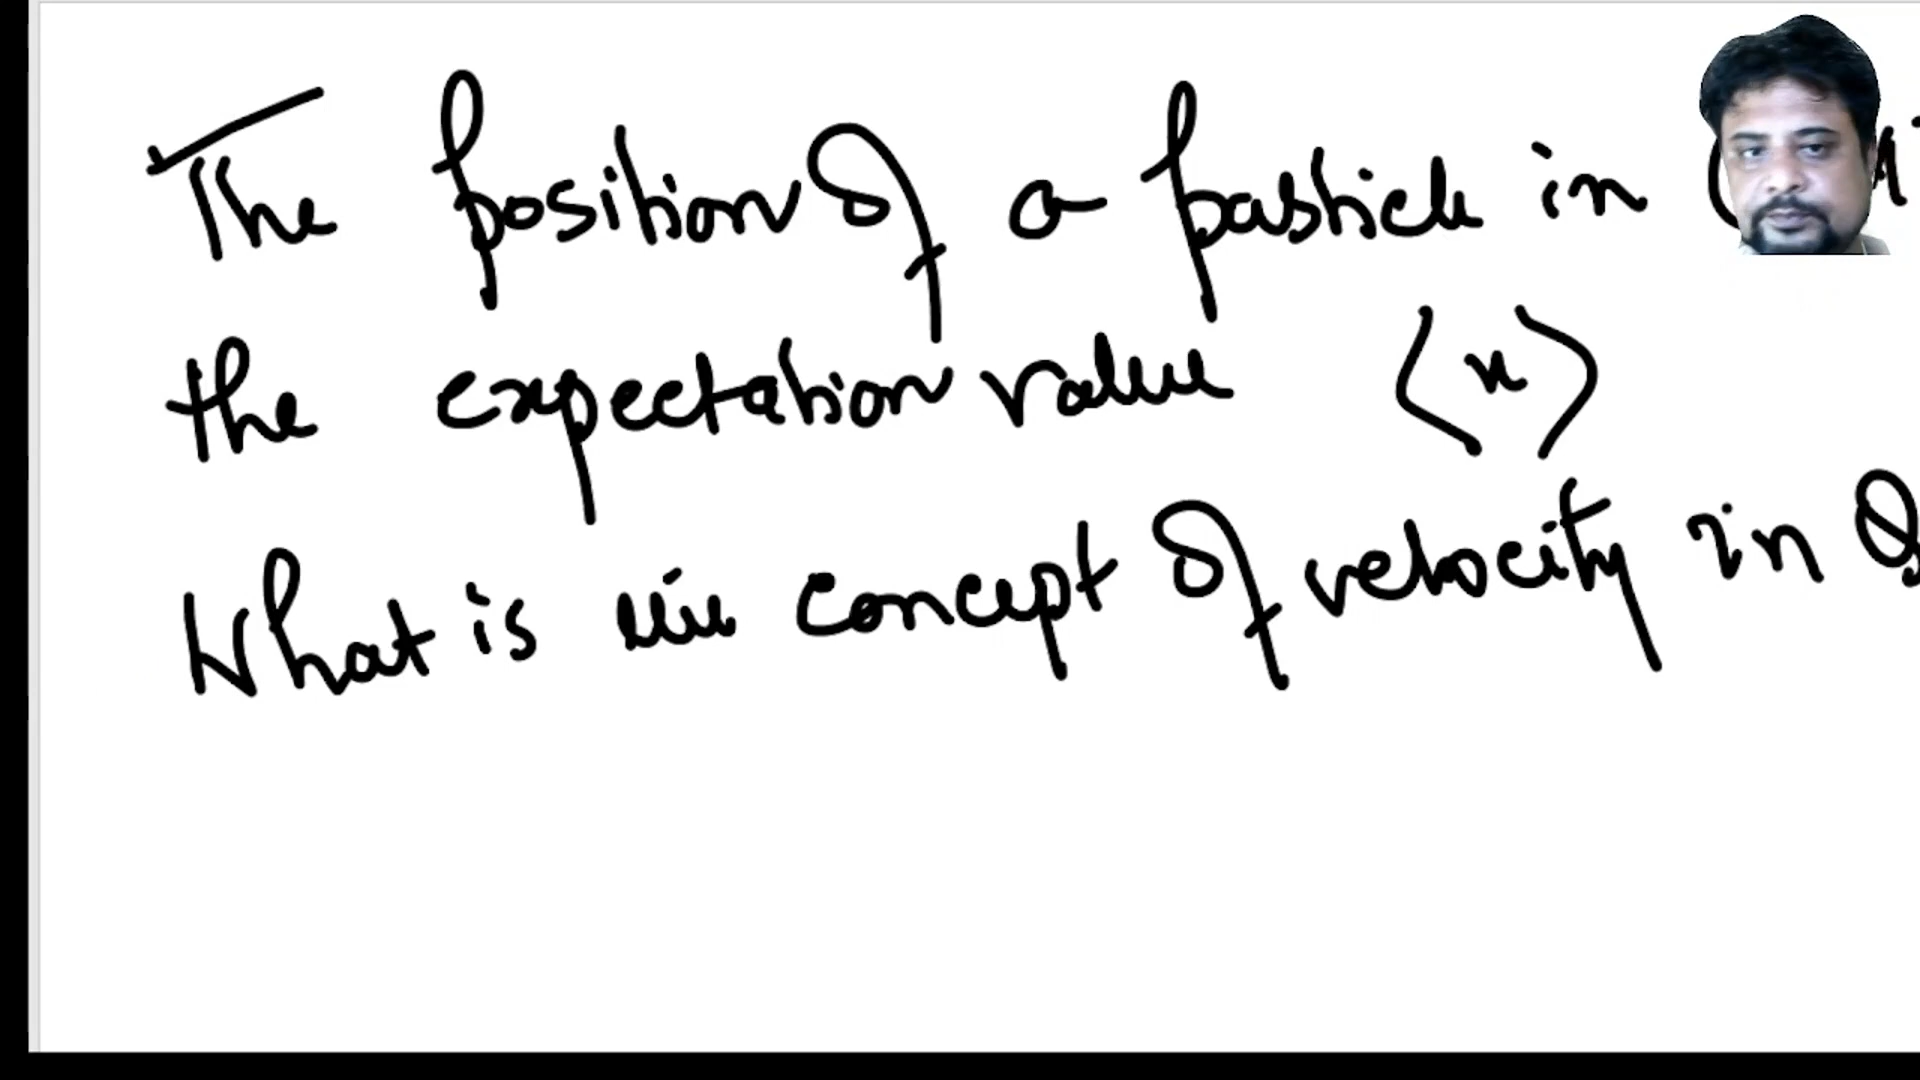 The position of a particle in
the expectation value ⟨x⟩
What is the concept of velocity in Q